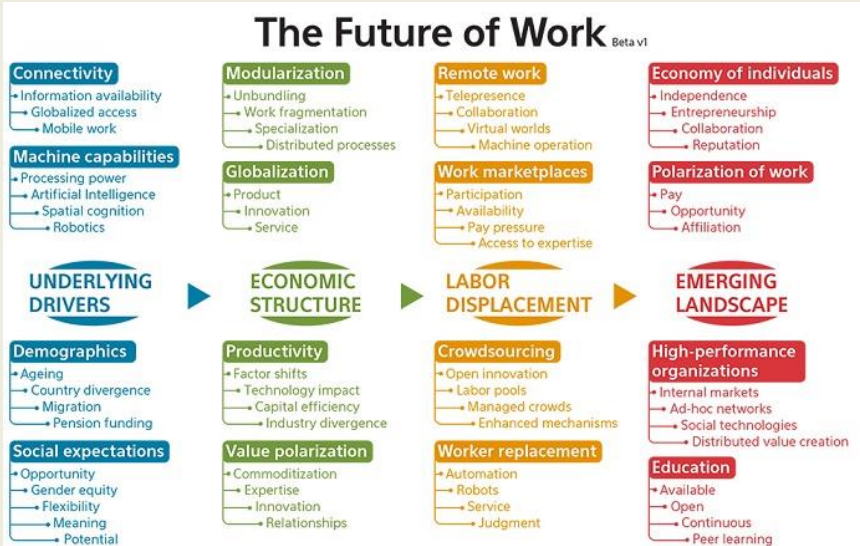 The Future of Work Beta v1
Connectivity
Information availability
Globalized access
Mobile work
Machine capabilities
Processing power
Artificial Intelligence
Spatial cognition
Robotics
Modularization
Unbundling
Work fragmentation
Specialization
Distributed processes
Globalization
Product
Innovation
Service
Remote work
Telepresence
Collaboration
Virtual worlds
Machine operation
Work marketplaces
Participation
Availability
Pay pressure
Access to expertise
Economy of individuals
Independence
Entrepreneurship
Collaboration
Reputation
Polarization of work
Pay
Opportunity
Affiliation
UNDERLYING
DRIVERS
ECONOMIC
STRUCTURE
LABOR
DISPLACEMENT
EMERGING
LANDSCAPE
Demographics
Ageing
Country divergence
Migration
Pension funding
Social expectations
Opportunity
Gender equity
Flexibility
Meaning
Potential
Productivity
Factor shifts
Technology impact
Capital efficiency
Industry divergence
Value polarization
Commoditization
Expertise
Innovation
Relationships
Crowdsourcing
Open innovation
Labor pools
Managed crowds
Enhanced mechanisms
Worker replacement
Automation
Robots
Service
Judgment
High-performance
organizations
Internal markets
Ad-hoc networks
Social technologies
Distributed value creation
Education
Available
Open
Continuous
Peer learning